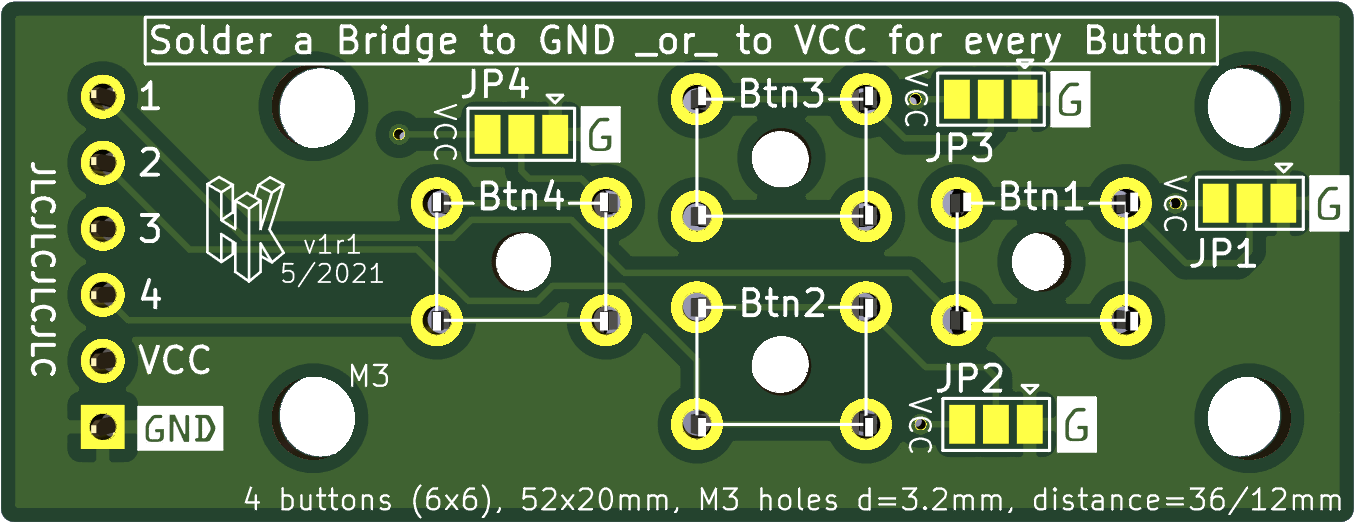 Solder a Bridge to GND _or_ to VCC for every Button
1
2
3
4
VCC
GND
JLCJLCJLCJLC
v1r1
5/2021
M3
JP4
VCC
G
Btn4
Btn3
VCC
G
JP3
Btn1
VCC
G
JP1
Btn2
JP2
VCC
G
4 buttons (6x6), 52x20mm, M3 holes d=3.2mm, distance=36/12mm